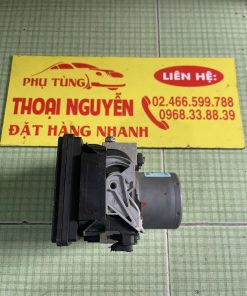 PHỤ TÙNG
LIÊN HỆ:
THOẠI NGUYỄN
02.466.599.788
0968.33.88.39
ĐẶT HÀNG NHANH